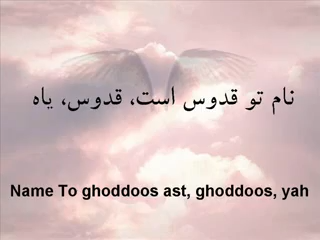 نام تو قدوس است، قدوس، یاه
Name To ghoddoos ast, ghoddoos, yah